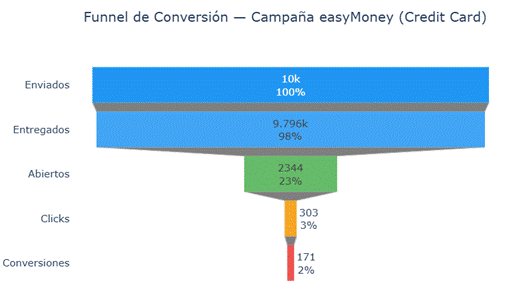 Funnel de Conversión — Campaña easyMoney (Credit Card)
Enviados
10k
100%
Entregados
9.796k
98%
Abiertos
2344
23%
Clicks
303
3%
Conversiones
171
2%